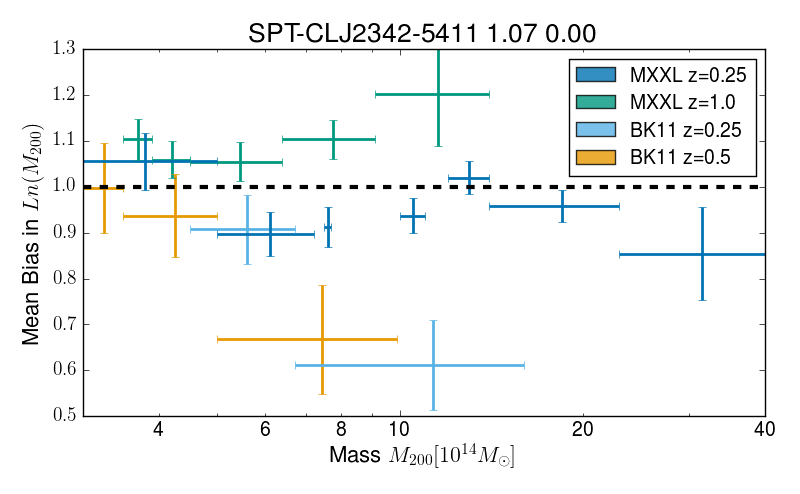 SPT-CLJ2342-5411 1.07 0.00
1.3
1.2
1.1
1.0
0.9
0.8
0.7
0.6
0.5
Mean Bias in Ln(M200)
MXXL z=0.25
MXXL z=1.0
BK11 z=0.25
BK11 z=0.5
4 6 8 10 20 40
Mass M200[10^14 M⊙]